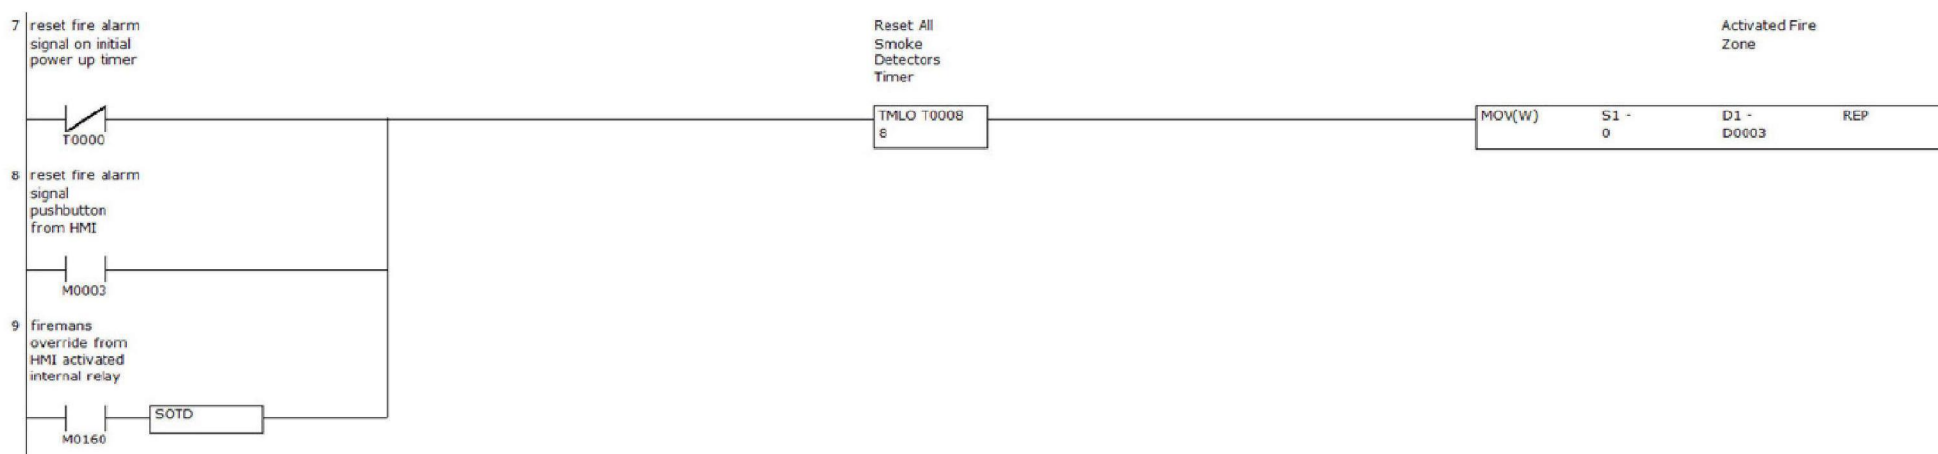 7 reset fire alarm
signal on initial
power up timer
Reset All
Smoke
Detectors
Timer
Activated Fire
Zone
T0000
TMLO T0008
8
MOV(W) S1 - D1 - REP
0 D0003
8 reset fire alarm
signal
pushbutton
from HMI
M0003
9 firemans
override from
HMI activated
internal relay
SOTD
M0160